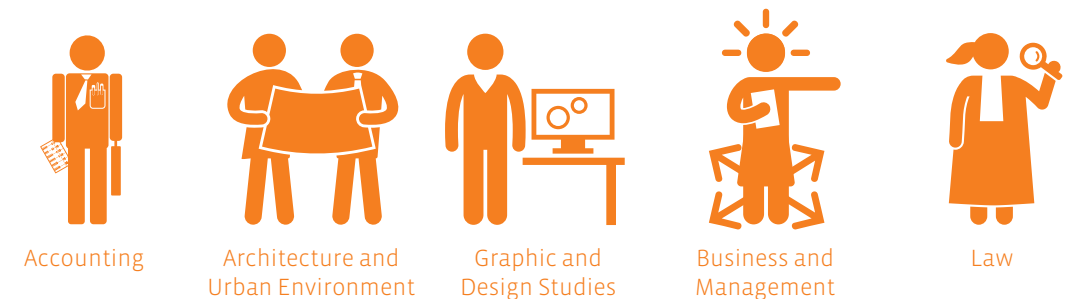 Accounting
Architecture and
Urban Environment
Graphic and
Design Studies
Business and
Management
Law